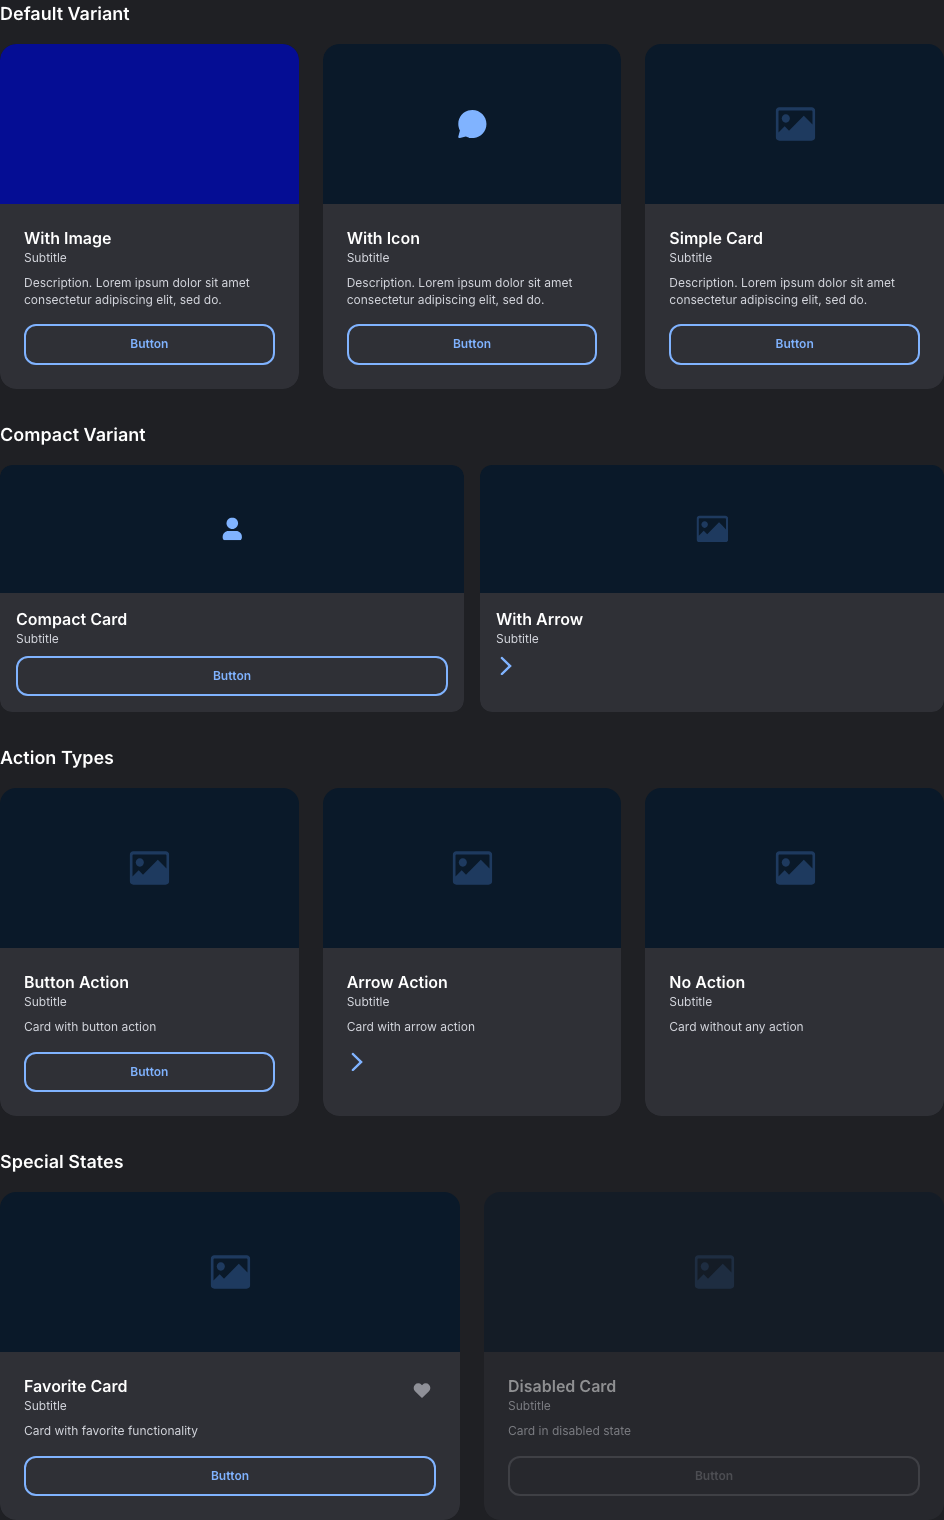 Default Variant
With Image
Subtitle
Description. Lorem ipsum dolor sit amet
consectetur adipiscing elit, sed do.
Button
With Icon
Subtitle
Description. Lorem ipsum dolor sit amet
consectetur adipiscing elit, sed do.
Button
Simple Card
Subtitle
Description. Lorem ipsum dolor sit amet
consectetur adipiscing elit, sed do.
Button
Compact Variant
Compact Card
Subtitle
Button
With Arrow
Subtitle
Action Types
Button Action
Subtitle
Card with button action
Button
Arrow Action
Subtitle
Card with arrow action
No Action
Subtitle
Card without any action
Special States
Favorite Card
Subtitle
Card with favorite functionality
Button
Disabled Card
Subtitle
Card in disabled state
Button